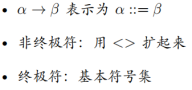 • α → β 表示为 α ::= β
• 非终极符：用 <> 扩起来
• 终极符：基本符号集